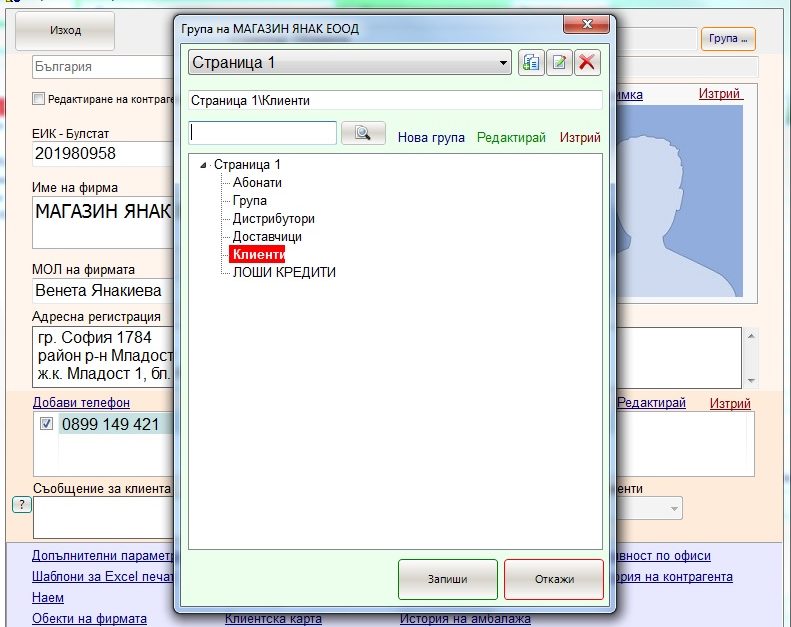 Изход
Група ...
България
Редактиране на контраге
ЕИК - Булстат
201980958
Име на фирма
МАГАЗИН ЯНАК
МОЛ на фирмата
Венета Янакиева
Адресна регистрация
гр. София 1784
район р-н Младост
ж.к. Младост 1, бл.
Добави телефон
0899 149 421
Съобщение за клиента
?
Допълнителни параметр
Шаблони за Excel печат
Наем
Обекти на фирмата
Клиентска карта
История на амбалажа
Група на МАГАЗИН ЯНАК ЕООД
Страница 1
Страница 1\Клиенти
Нова група
Редактирай
Изтрий
Страница 1
Абонати
Група
Дистрибутори
Доставчици
Клиенти
ЛОШИ КРЕДИТИ
Запиши
Откажи
имка
Изтрий
Редактирай
Изтрий
енти
вност по офиси
ория на контрагента